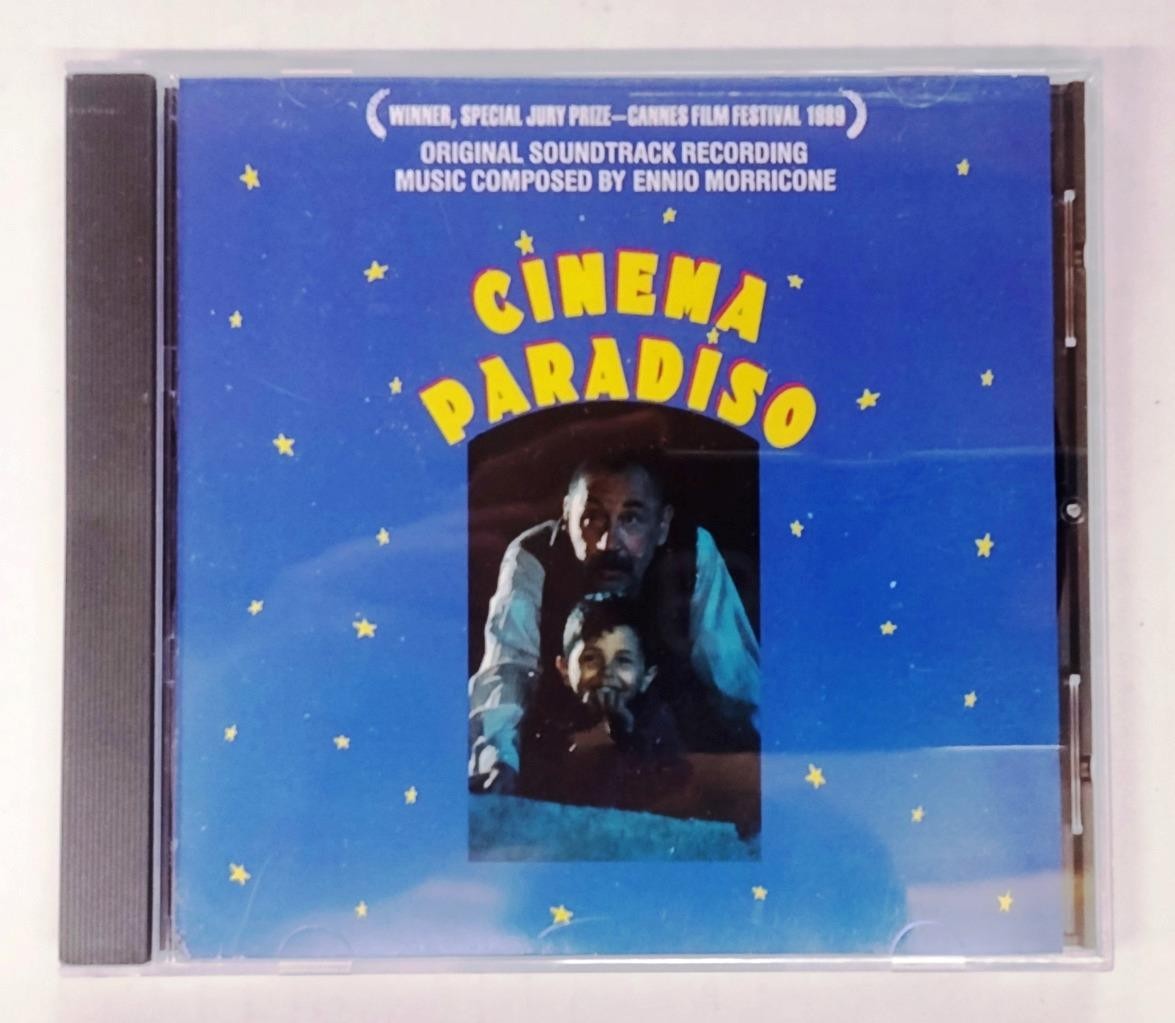 (WINNER, SPECIAL JURY PRIZE—CANNES FILM FESTIVAL 1989)
ORIGINAL SOUNDTRACK RECORDING
MUSIC COMPOSED BY ENNIO MORRICONE
CINEMA
PARADISO